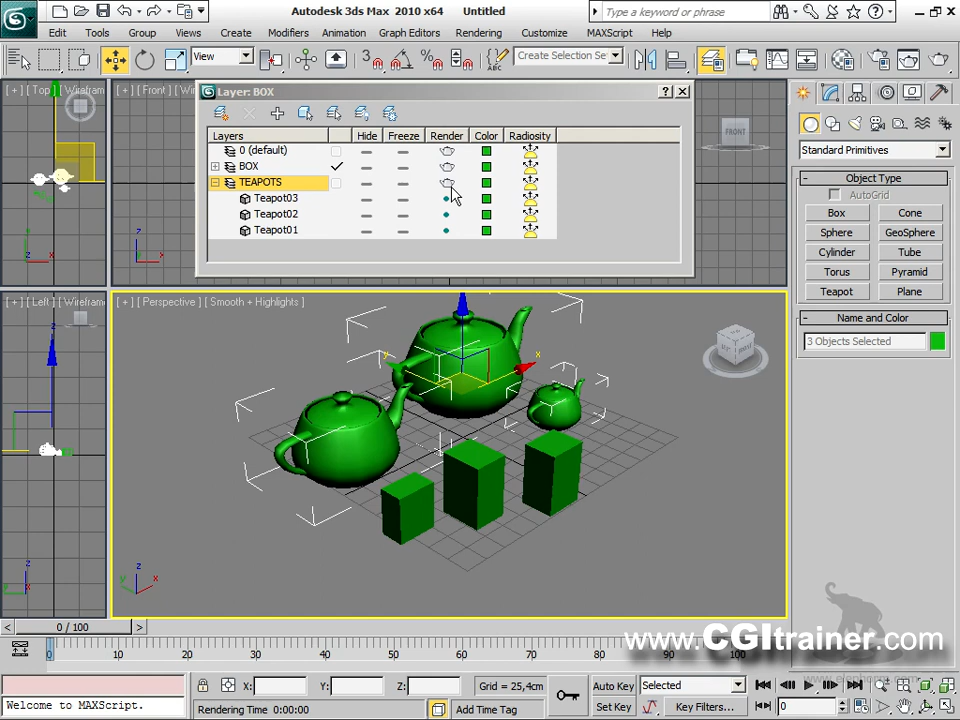 Autodesk 3ds Max 2010 x64 Untitled
Type a keyword or phrase
Edit Tools Group Views Create Modifiers Animation Graph Editors Rendering Customize MAXScript Help
View
3
ABC
Create Selection Se
[ + ] [ Top ] [ Wirefram
[ + ] [ Front ] [ Wi
FRONT
Layer: BOX
Layers Hide Freeze Render Color Radiosity
0 (default)
BOX
TEAPOTS
Teapot03
Teapot02
Teapot01
Standard Primitives
Object Type
AutoGrid
Box Cone
Sphere GeoSphere
Cylinder Tube
Torus Pyramid
Teapot Plane
Name and Color
3 Objects Selected
[ + ] [ Left ] [ Wirefram
[ + ] [ Perspective ] [ Smooth + Highlights ]
0 / 100
0 10 20 30 40 50 60 70 80 90 100
www.CGItrainer.com
X: Y: Z: Grid = 25,4cm
Auto Key Selected
Welcome to MAXScript.
Rendering Time 0:00:00
Add Time Tag
Set Key Key Filters...
0